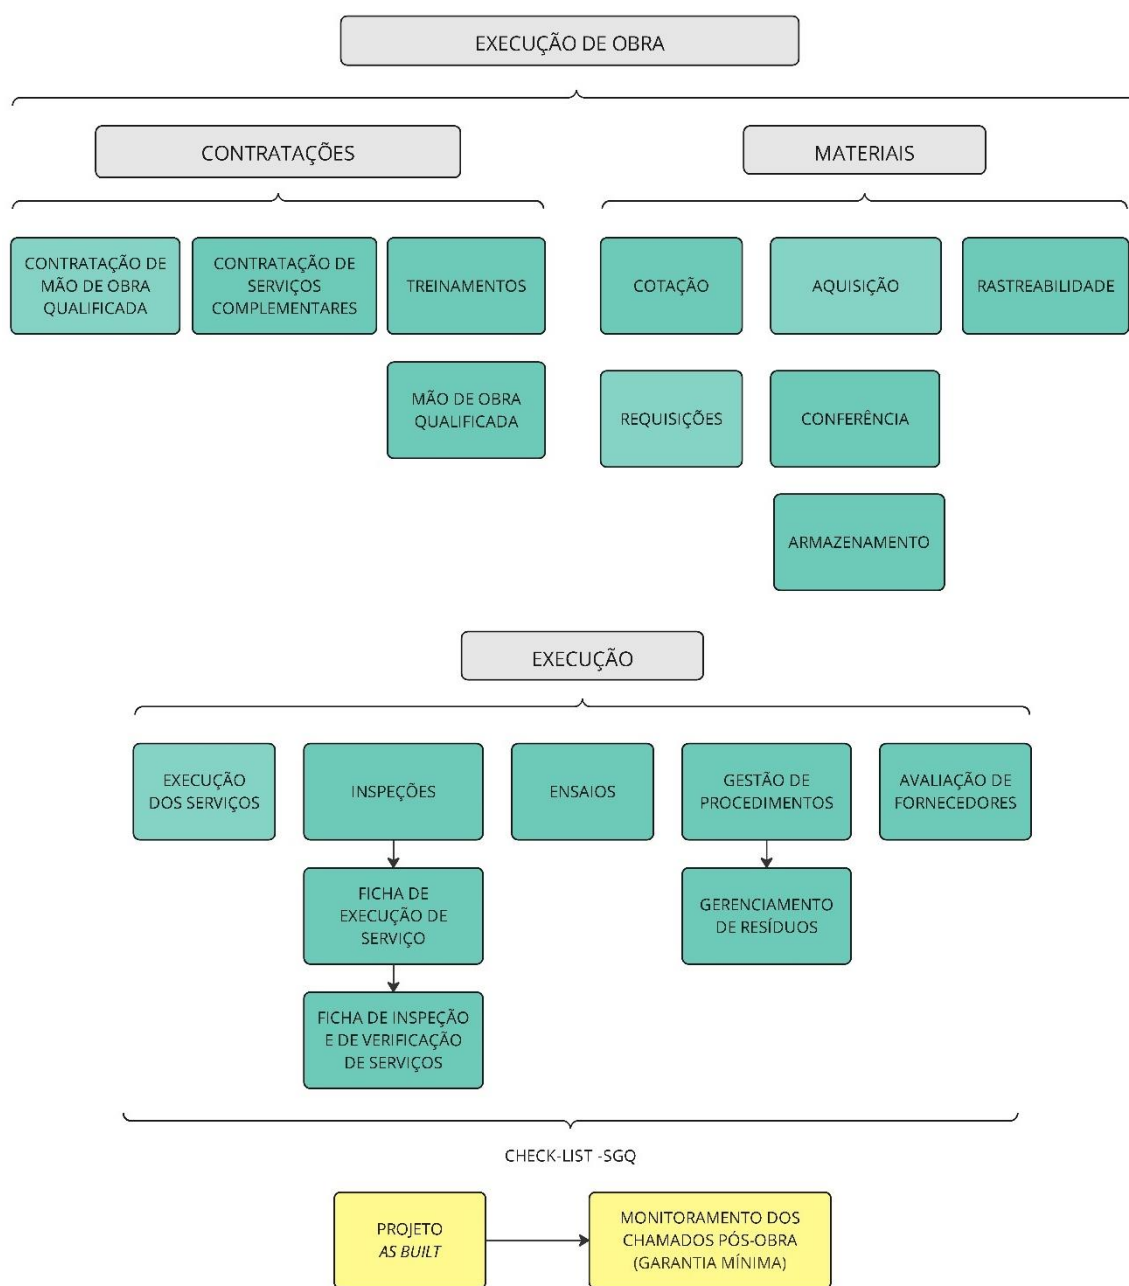 EXECUÇÃO DE OBRA
CONTRATAÇÕES
MATERIAIS
CONTRATAÇÃO DE
MÃO DE OBRA
QUALIFICADA
CONTRATAÇÃO DE
SERVIÇOS
COMPLEMENTARES
TREINAMENTOS
COTAÇÃO
AQUISIÇÃO
RASTREABILIDADE
MÃO DE OBRA
QUALIFICADA
REQUISIÇÕES
CONFERÊNCIA
ARMAZENAMENTO
EXECUÇÃO
EXECUÇÃO
DOS SERVIÇOS
INSPEÇÕES
ENSAIOS
GESTÃO DE
PROCEDIMENTOS
AVALIAÇÃO DE
FORNECEDORES
FICHA DE
EXECUÇÃO DE
SERVIÇO
GERENCIAMENTO
DE RESÍDUOS
FICHA DE INSPEÇÃO
E DE VERIFICAÇÃO
DE SERVIÇOS
CHECK-LIST -SGQ
PROJETO
AS BUILT
MONITORAMENTO DOS
CHAMADOS PÓS-OBRA
(GARANTIA MÍNIMA)